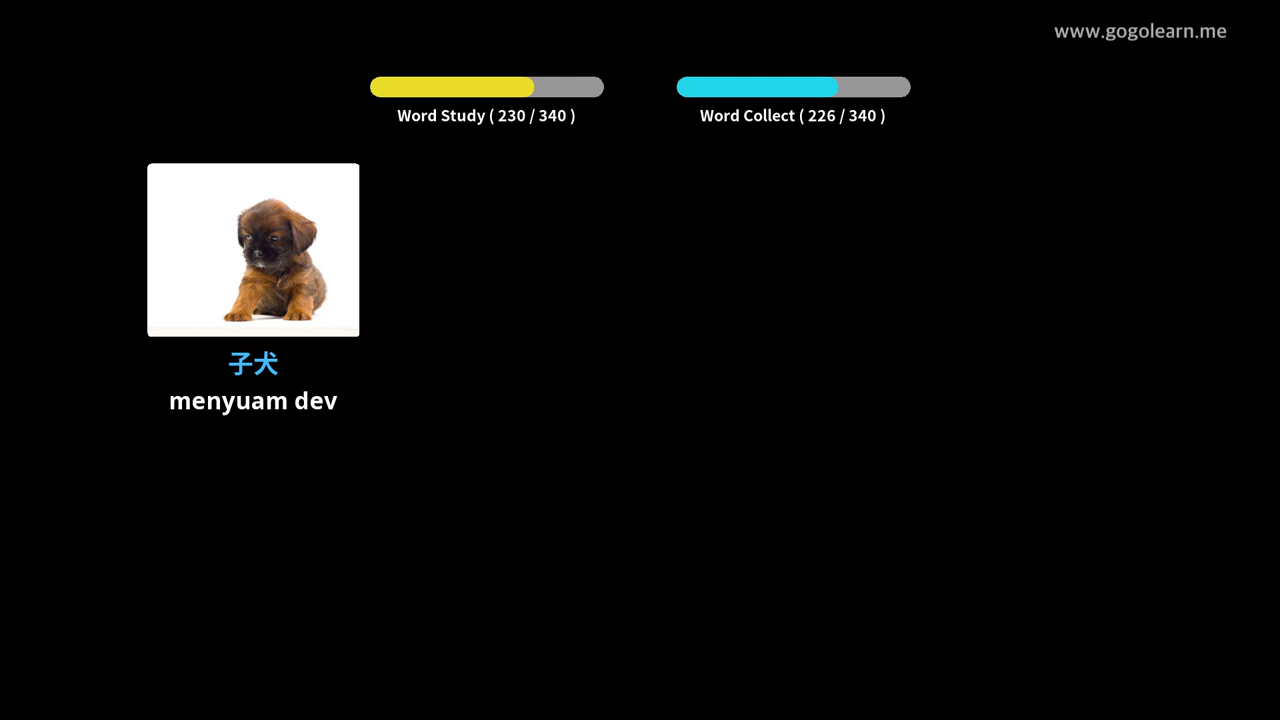 www.gogolearn.me
Word Study ( 230 / 340 )
Word Collect ( 226 / 340 )
子犬
menyuam dev